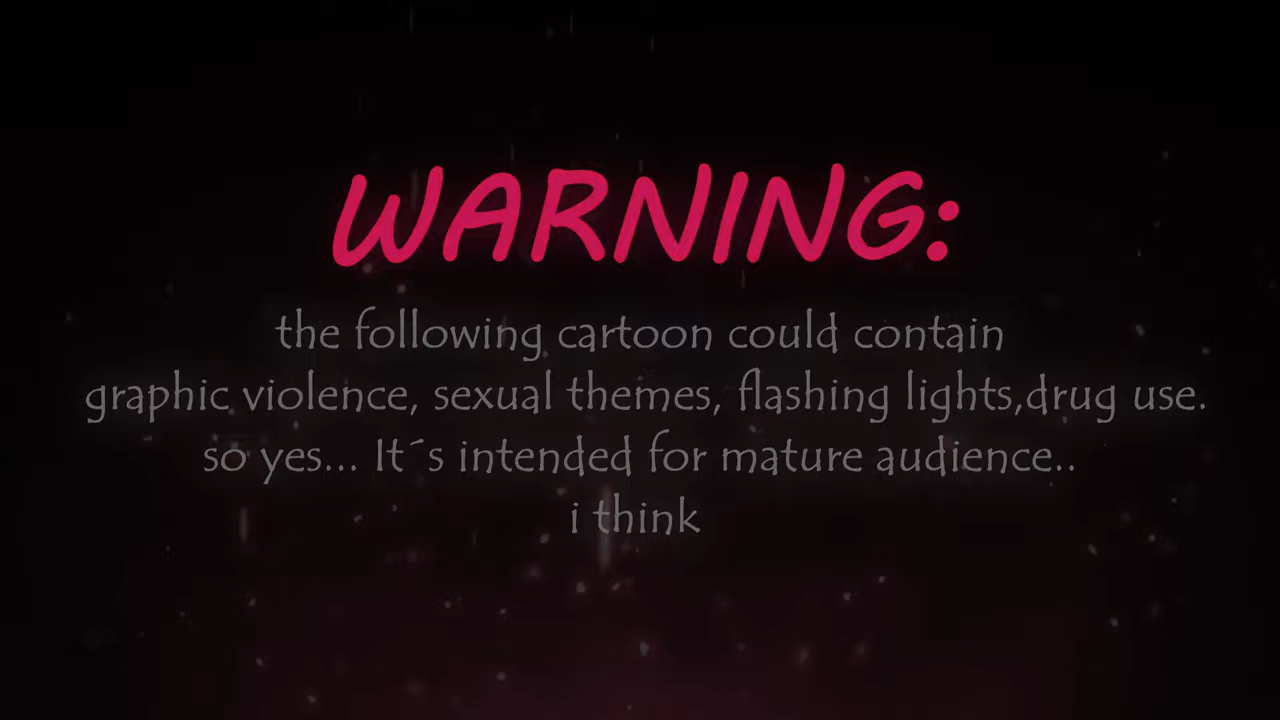 WARNING:
the following cartoon could contain
graphic violence, sexual themes, flashing lights,drug use.
so yes... It´s intended for mature audience..
i think